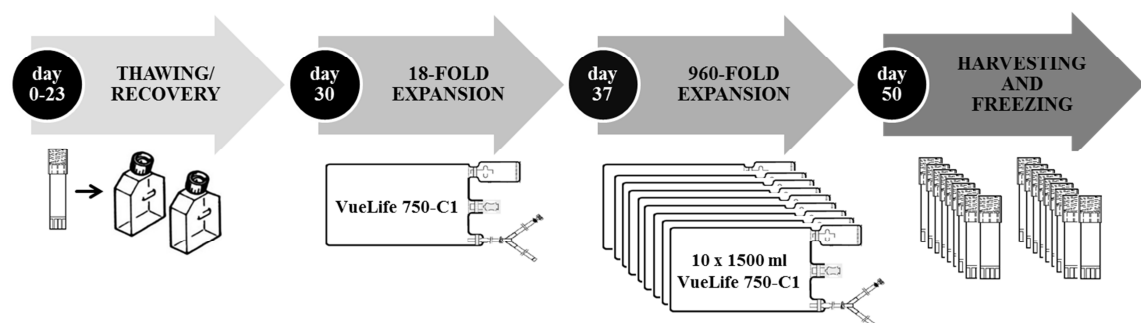 day
0-23
THAWING/
RECOVERY
day
30
18-FOLD
EXPANSION
day
37
960-FOLD
EXPANSION
day
50
HARVESTING
AND
FREEZING
VueLife 750-C1
10 x 1500 ml
VueLife 750-C1